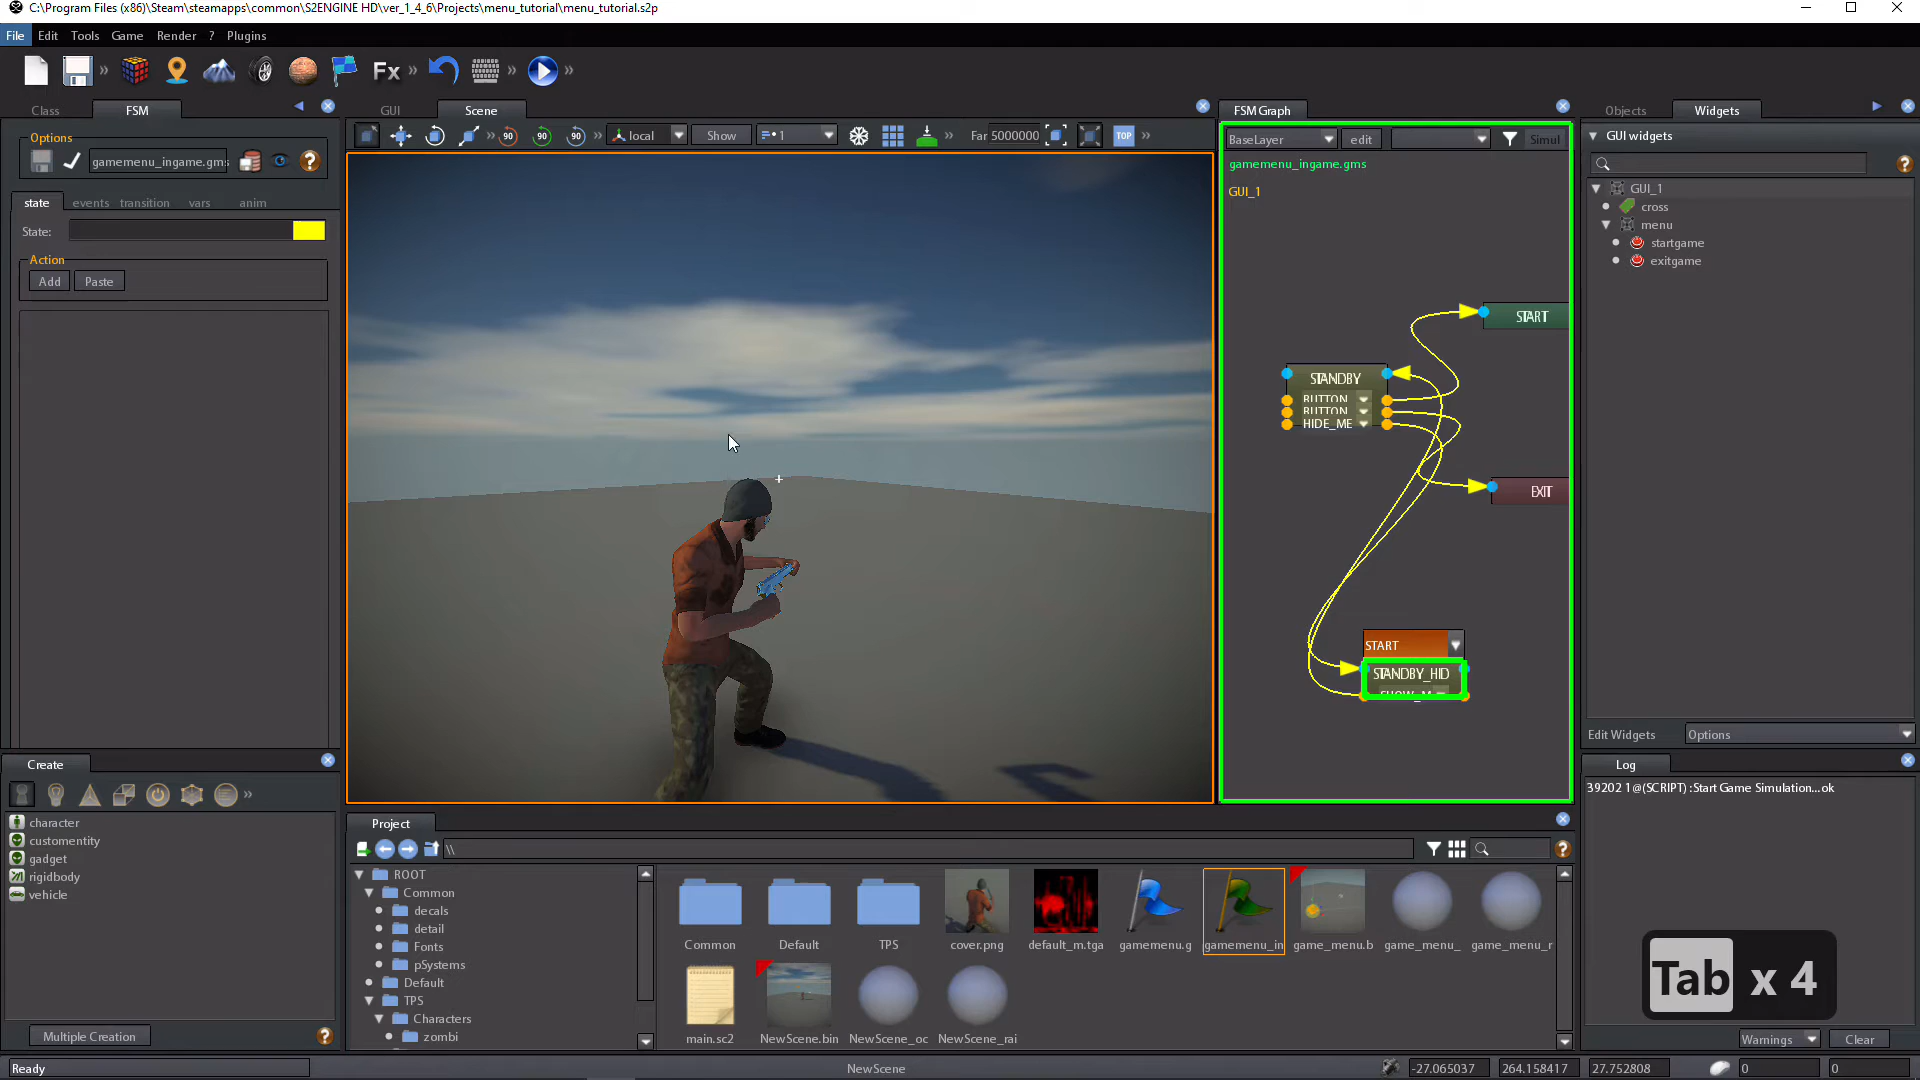 C:\Program Files (x86)\Steam\steamapps\common\S2ENGINE HD\ver_1_4_6\Projects\menu_tutorial\menu_tutorial.s2p
File Edit Tools Game Render ? Plugins
Fx
Class FSM
GUI Scene
FSM Graph
Objects Widgets
Options
gamemenu_ingame.gms
state events transition vars anim
State:
Action
Add Paste
90 90 90 local Show 1 Far 5000000 TOP
BaseLayer edit Simul
gamemenu_ingame.gms
GUI_1
START
STANDBY
BUTTON
BUTTON
HIDE_ME
EXIT
START
STANDBY_HID
GUI widgets
GUI_1
cross
menu
startgame
exitgame
Edit Widgets Options
Log
39202 1@(SCRIPT) :Start Game Simulation...ok
Create
character
customentity
gadget
rigidbody
vehicle
Multiple Creation
Project
\\
ROOT
Common
decals
detail
Fonts
pSystems
Default
TPS
Characters
zombi
Common Default TPS cover.png default_m.tga gamemenu.g gamemenu_in game_menu.b game_menu_ game_menu_r
main.sc2 NewScene.bin NewScene_oc NewScene_rai
Tab x 4
Warnings Clear
Ready
NewScene
-27.065037 264.158417 27.752808 0 0